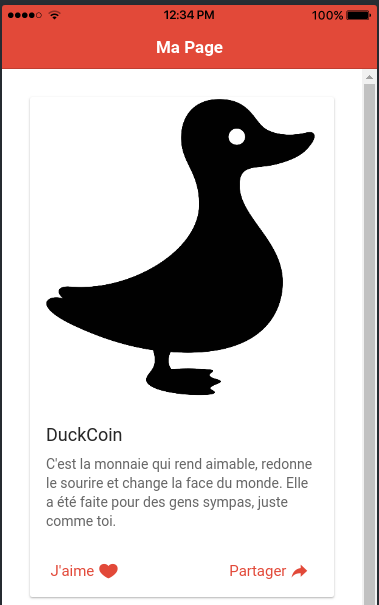 12:34 PM 100%
Ma Page
DuckCoin
C'est la monnaie qui rend aimable, redonne
le sourire et change la face du monde. Elle
a été faite pour des gens sympas, juste
comme toi.
J'aime Partager